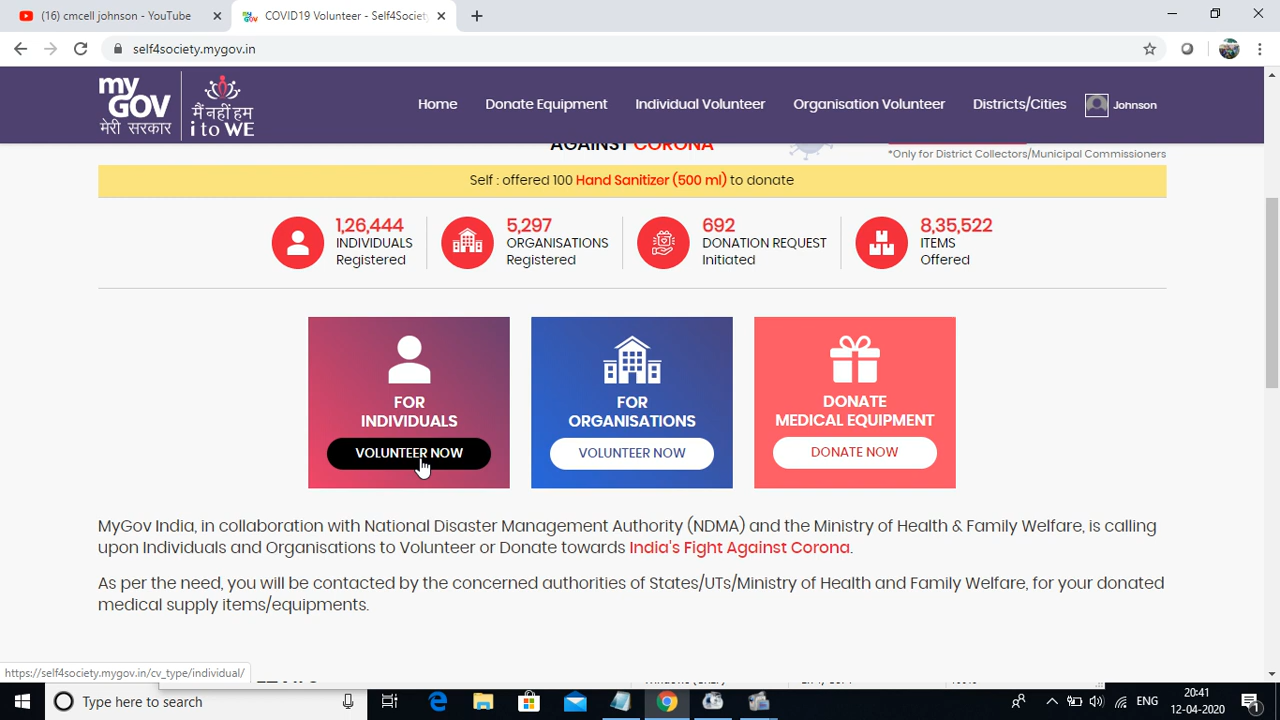 (16) cmcell johnson - YouTube
COVID19 Volunteer - Self4Society
self4society.mygov.in
my
GOV
मेरी सरकार
मैं नहीं हम
i to WE
Home
Donate Equipment
Individual Volunteer
Organisation Volunteer
Districts/Cities
Johnson
AGAINST CORONA
*Only for District Collectors/Municipal Commissioners
Self : offered 100 Hand Sanitizer (500 ml) to donate
1,26,444
INDIVIDUALS
Registered
5,297
ORGANISATIONS
Registered
692
DONATION REQUEST
Initiated
8,35,522
ITEMS
Offered
FOR
INDIVIDUALS
VOLUNTEER NOW
FOR
ORGANISATIONS
VOLUNTEER NOW
DONATE
MEDICAL EQUIPMENT
DONATE NOW
MyGov India, in collaboration with National Disaster Management Authority (NDMA) and the Ministry of Health & Family Welfare, is calling
upon Individuals and Organisations to Volunteer or Donate towards India's Fight Against Corona.
As per the need, you will be contacted by the concerned authorities of States/UTs/Ministry of Health and Family Welfare, for your donated
medical supply items/equipments.
https://self4society.mygov.in/cv_type/individual/
Type here to search
ENG
20:41
12-04-2020
1